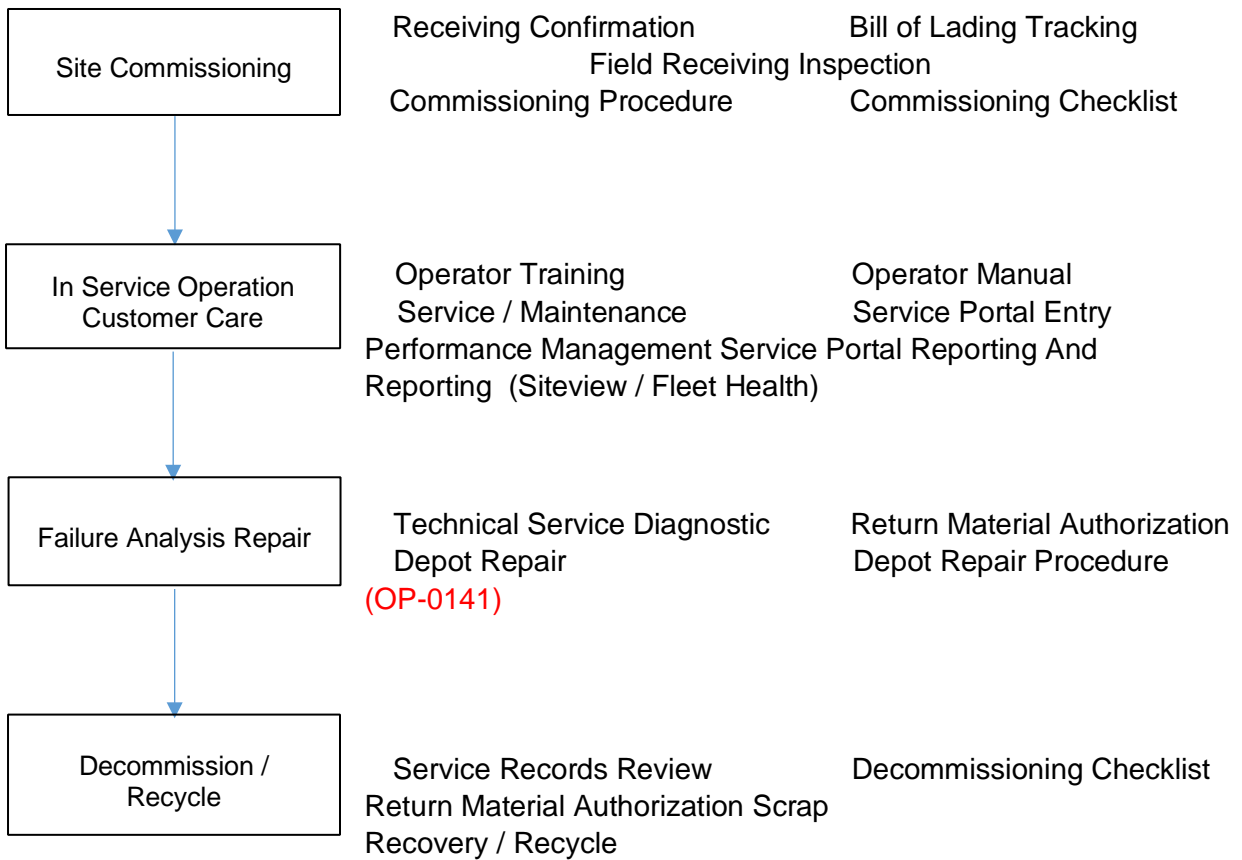 Site Commissioning
Receiving Confirmation Bill of Lading Tracking
Field Receiving Inspection
Commissioning Procedure Commissioning Checklist
In Service Operation
Customer Care
Operator Training Operator Manual
Service / Maintenance Service Portal Entry
Performance Management Service Portal Reporting And
Reporting (Siteview / Fleet Health)
Failure Analysis Repair
Technical Service Diagnostic Return Material Authorization
Depot Repair Depot Repair Procedure
(OP-0141)
Decommission /
Recycle
Service Records Review Decommissioning Checklist
Return Material Authorization Scrap
Recovery / Recycle